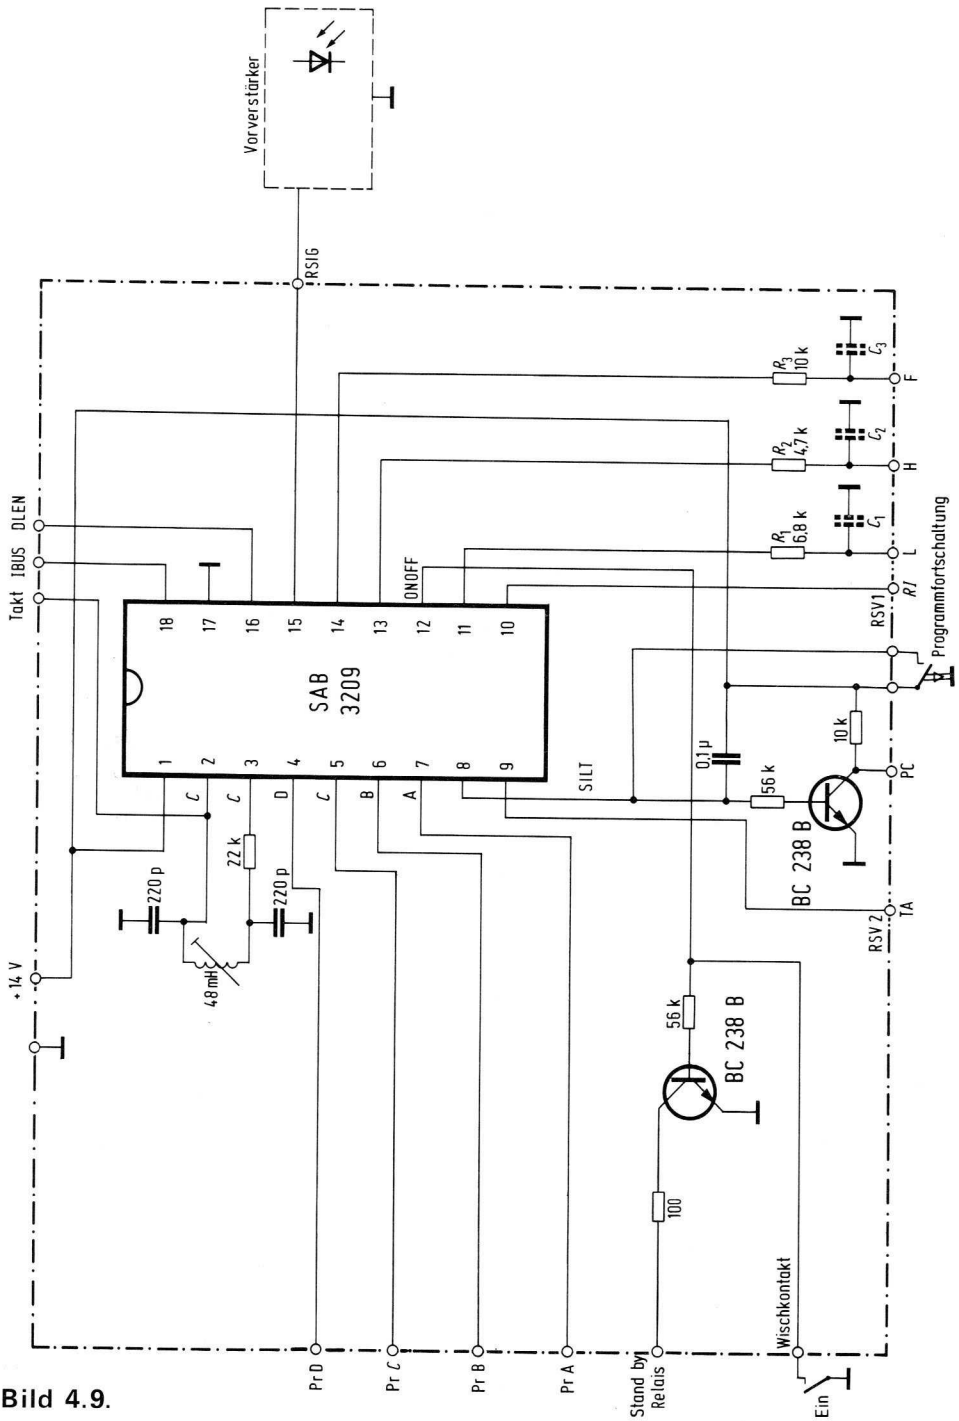 Vorverstärker
RSIG
Takt
IBUS
DLEN
+14 V
SAB
3209
18
17
16
15
14
13
ONOFF
12
11
10
1
2
3
4
5
6
7
8
9
C
C
D
C
B
A
SILT
220 p
22 k
220 p
48mH
R3
10 k
C3
F
R2
4,7 k
C2
H
R1
6,8 k
C1
L
RSV1
RI
Programmfortschaltung
0,1 µ
56 k
10 k
PC
BC 238 B
RSV 2
TA
56 k
BC 238 B
100
Pr D
Pr C
Pr B
Pr A
Stand by
Relais
Wischkontakt
Ein
Bild 4.9.